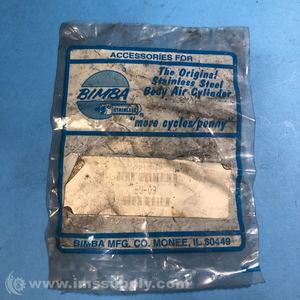 ACCESSORIES FOR
BIMBA
STAINLESS
The Original
Stainless Steel
Body Air Cylinder
"more cycles/penny"
BIMBA MFG. CO. MONEE, IL 60449
© www.imssupply.com